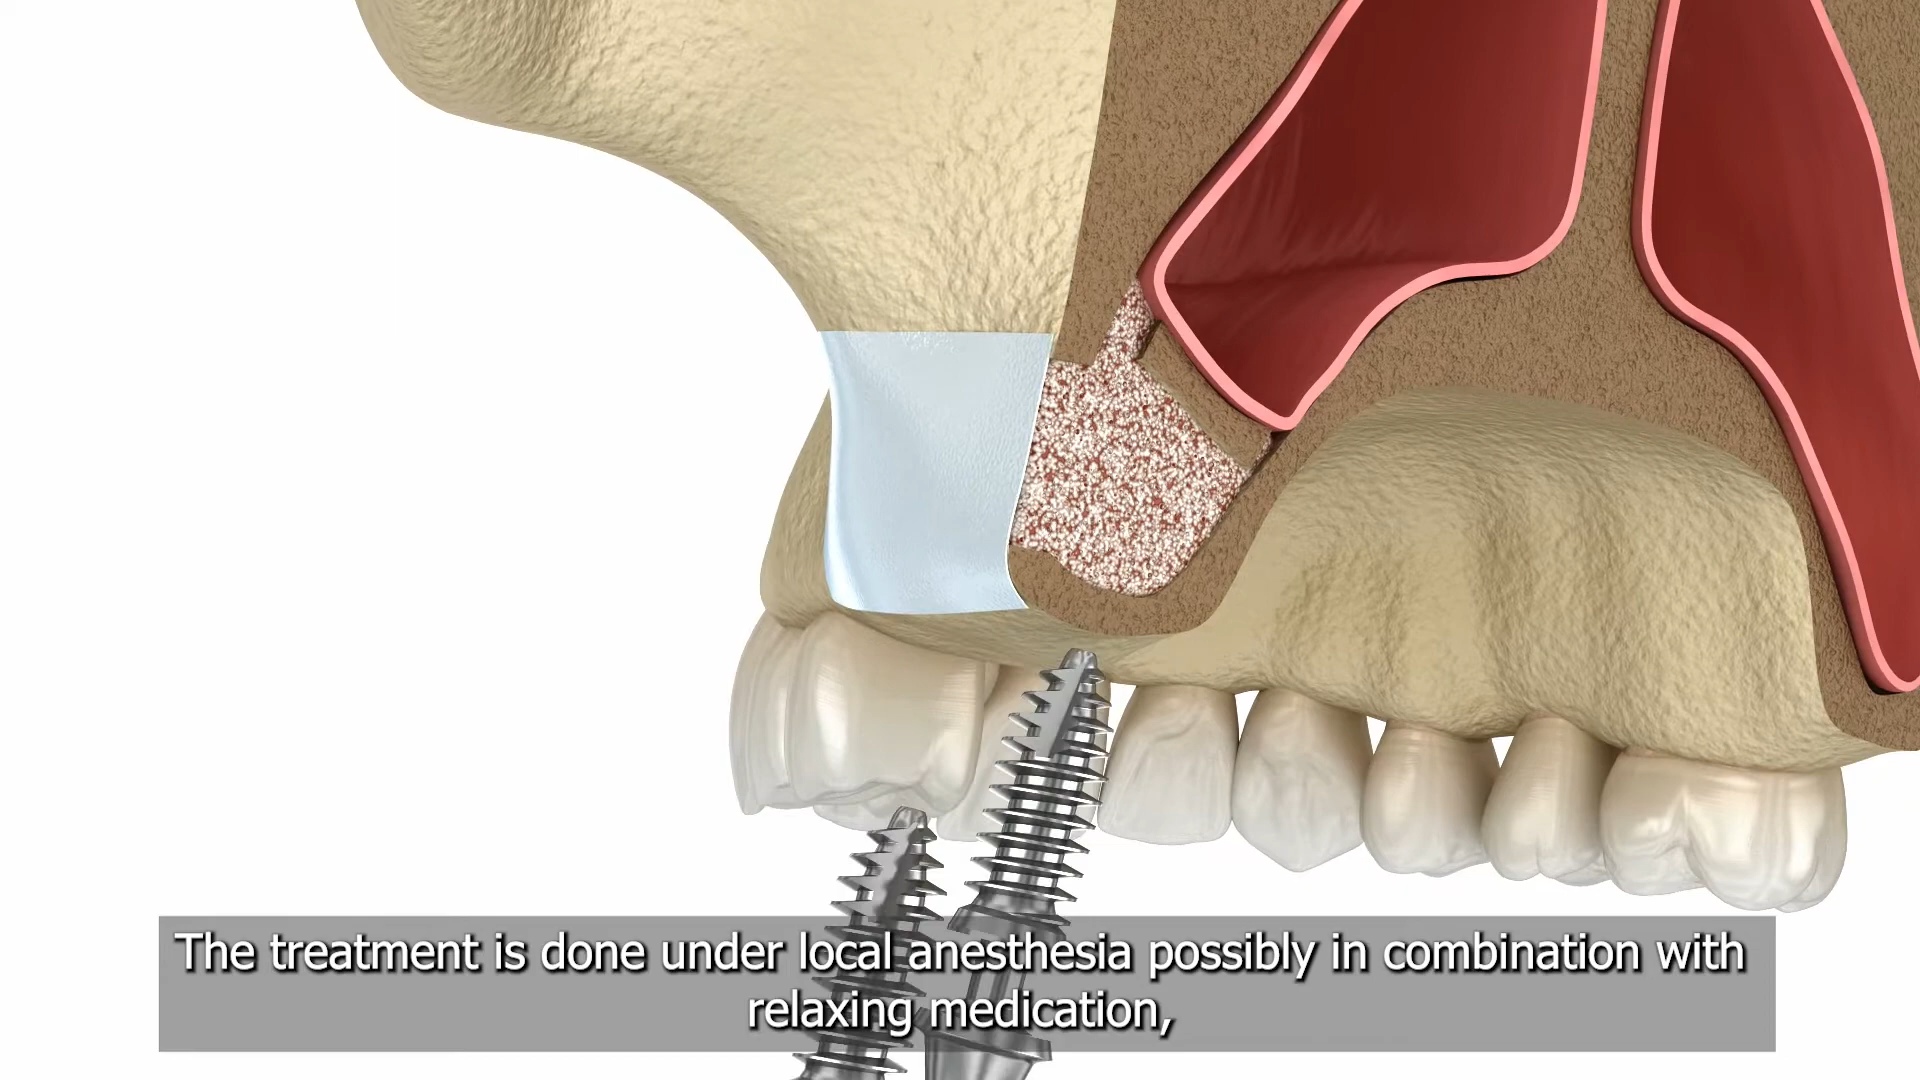 The treatment is done under local anesthesia possibly in combination with
relaxing medication,